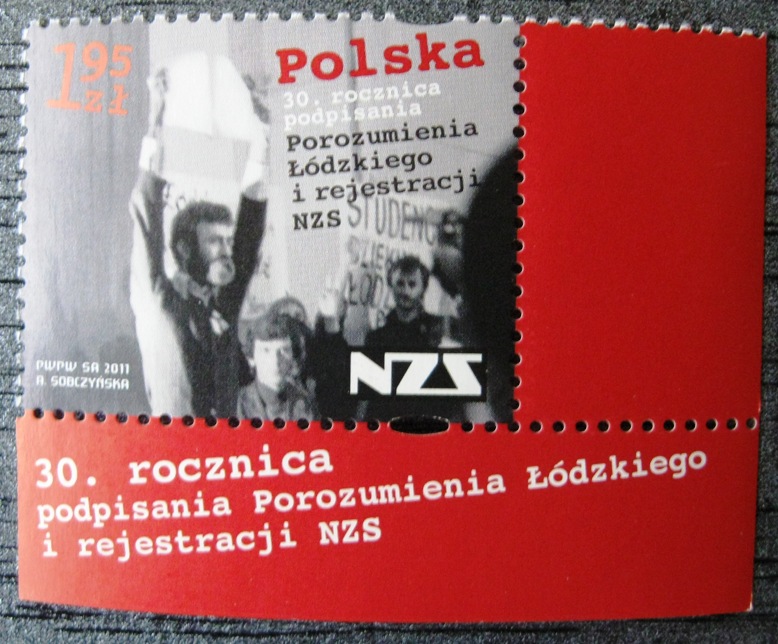 1,95
zł
Polska
30. rocznica
podpisania
Porozumienia
Łódzkiego
i rejestracji
NZS
STUDENC
ŁÓDZ
NZS
PWPW SA 2011
A. SOBCZYŃSKA
30. rocznica
podpisania Porozumienia Łódzkiego
i rejestracji NZS